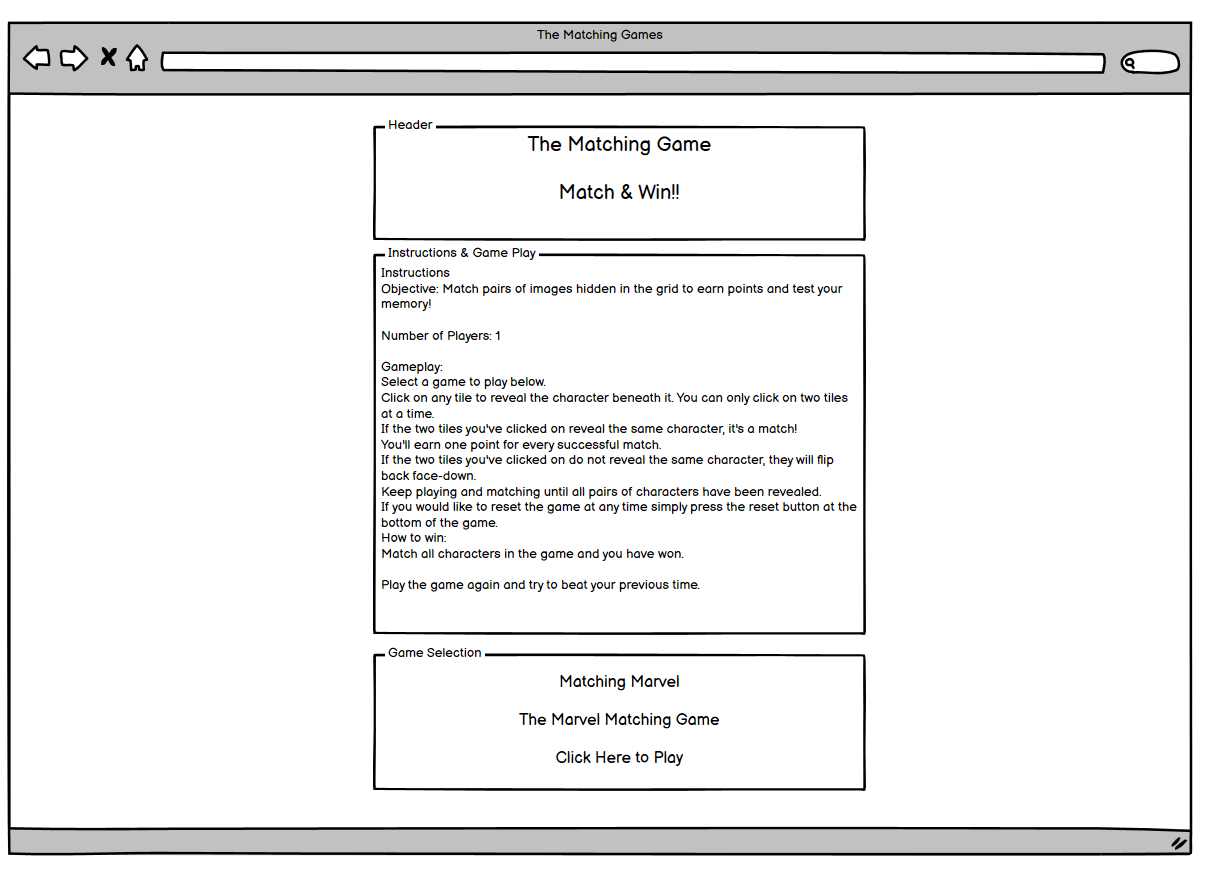 The Matching Games
Header
The Matching Game
Match & Win!!
Instructions & Game Play
Instructions
Objective: Match pairs of images hidden in the grid to earn points and test your
memory!
Number of Players: 1
Gameplay:
Select a game to play below.
Click on any tile to reveal the character beneath it. You can only click on two tiles
at a time.
If the two tiles you've clicked on reveal the same character, it's a match!
You'll earn one point for every successful match.
If the two tiles you've clicked on do not reveal the same character, they will flip
back face-down.
Keep playing and matching until all pairs of characters have been revealed.
If you would like to reset the game at any time simply press the reset button at the
bottom of the game.
How to win:
Match all characters in the game and you have won.
Play the game again and try to beat your previous time.
Game Selection
Matching Marvel
The Marvel Matching Game
Click Here to Play